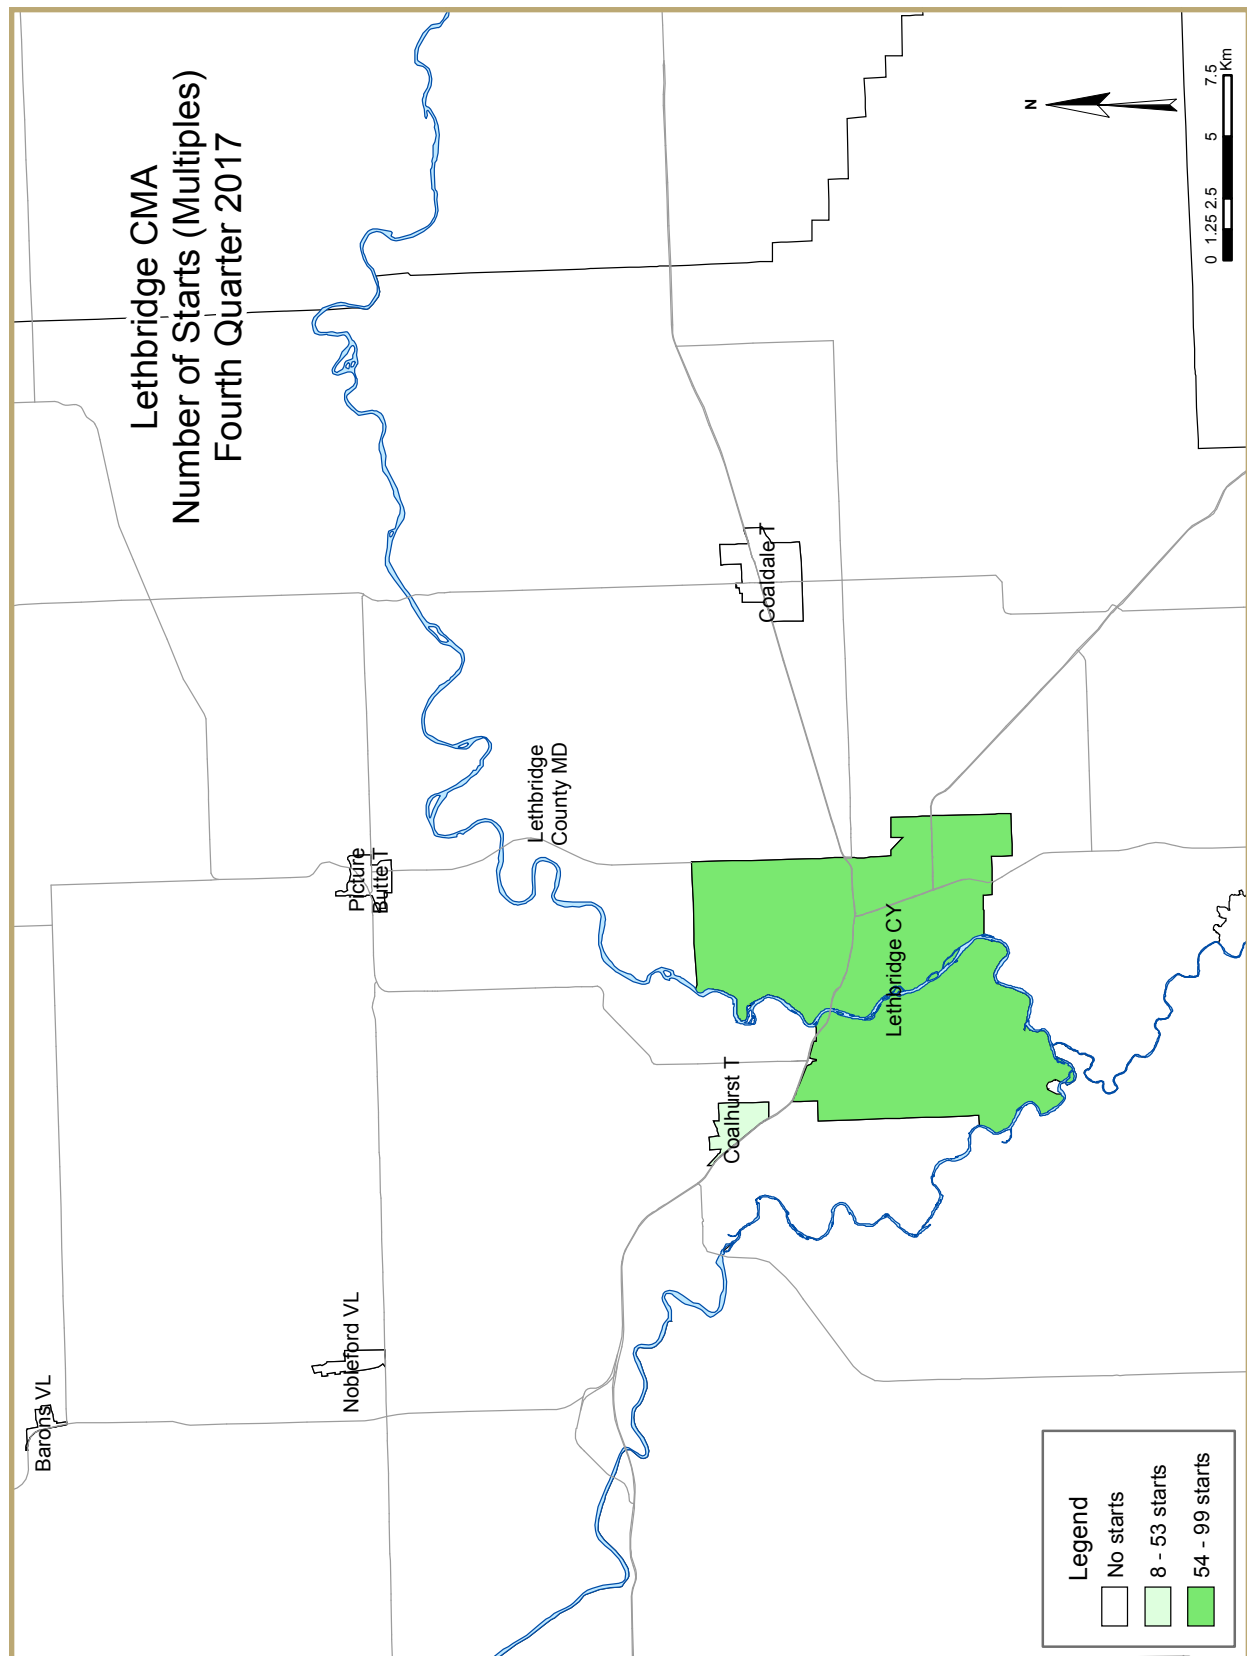 Lethbridge CMA
Number of Starts (Multiples)
Fourth Quarter 2017
Barons VL
Nobleford VL
Picture
Butte T
Lethbridge
County MD
Coalhurst T
Coaldale T
Lethbridge CY
N
0 1.25 2.5 5 7.5
Km
Legend
No starts
8 - 53 starts
54 - 99 starts